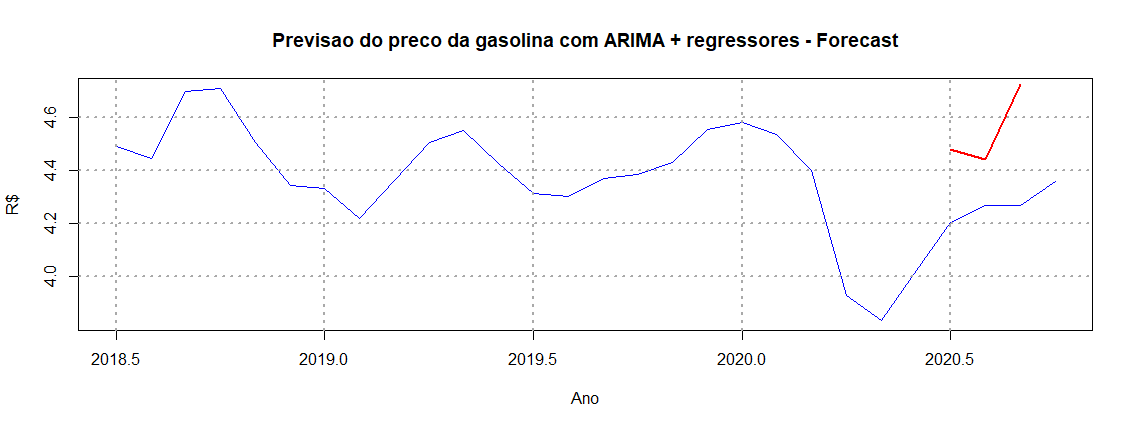 Previsao do preco da gasolina com ARIMA + regressores - Forecast
R$
4.6
4.4
4.2
4.0
2018.5 2019.0 2019.5 2020.0 2020.5
Ano